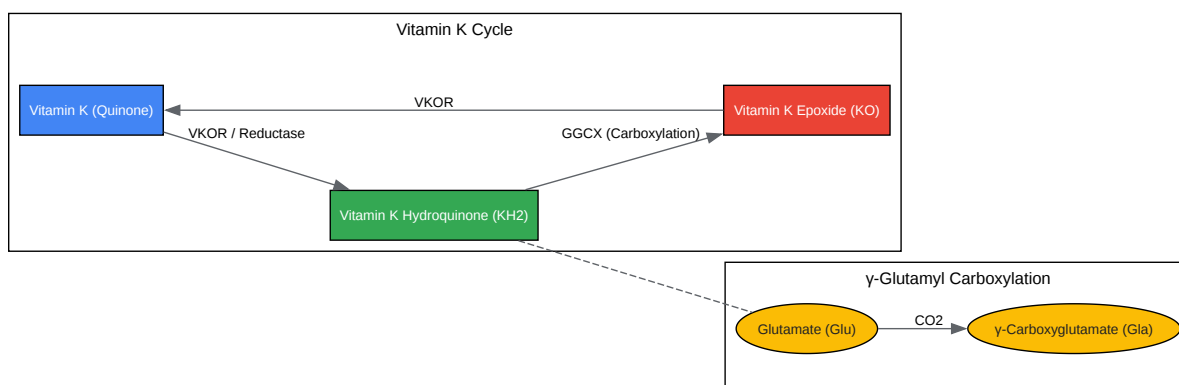 Vitamin K Cycle
Vitamin K (Quinone)
VKOR
Vitamin K Epoxide (KO)
VKOR / Reductase
GGCX (Carboxylation)
Vitamin K Hydroquinone (KH2)
γ-Glutamyl Carboxylation
Glutamate (Glu)
CO2
γ-Carboxyglutamate (Gla)